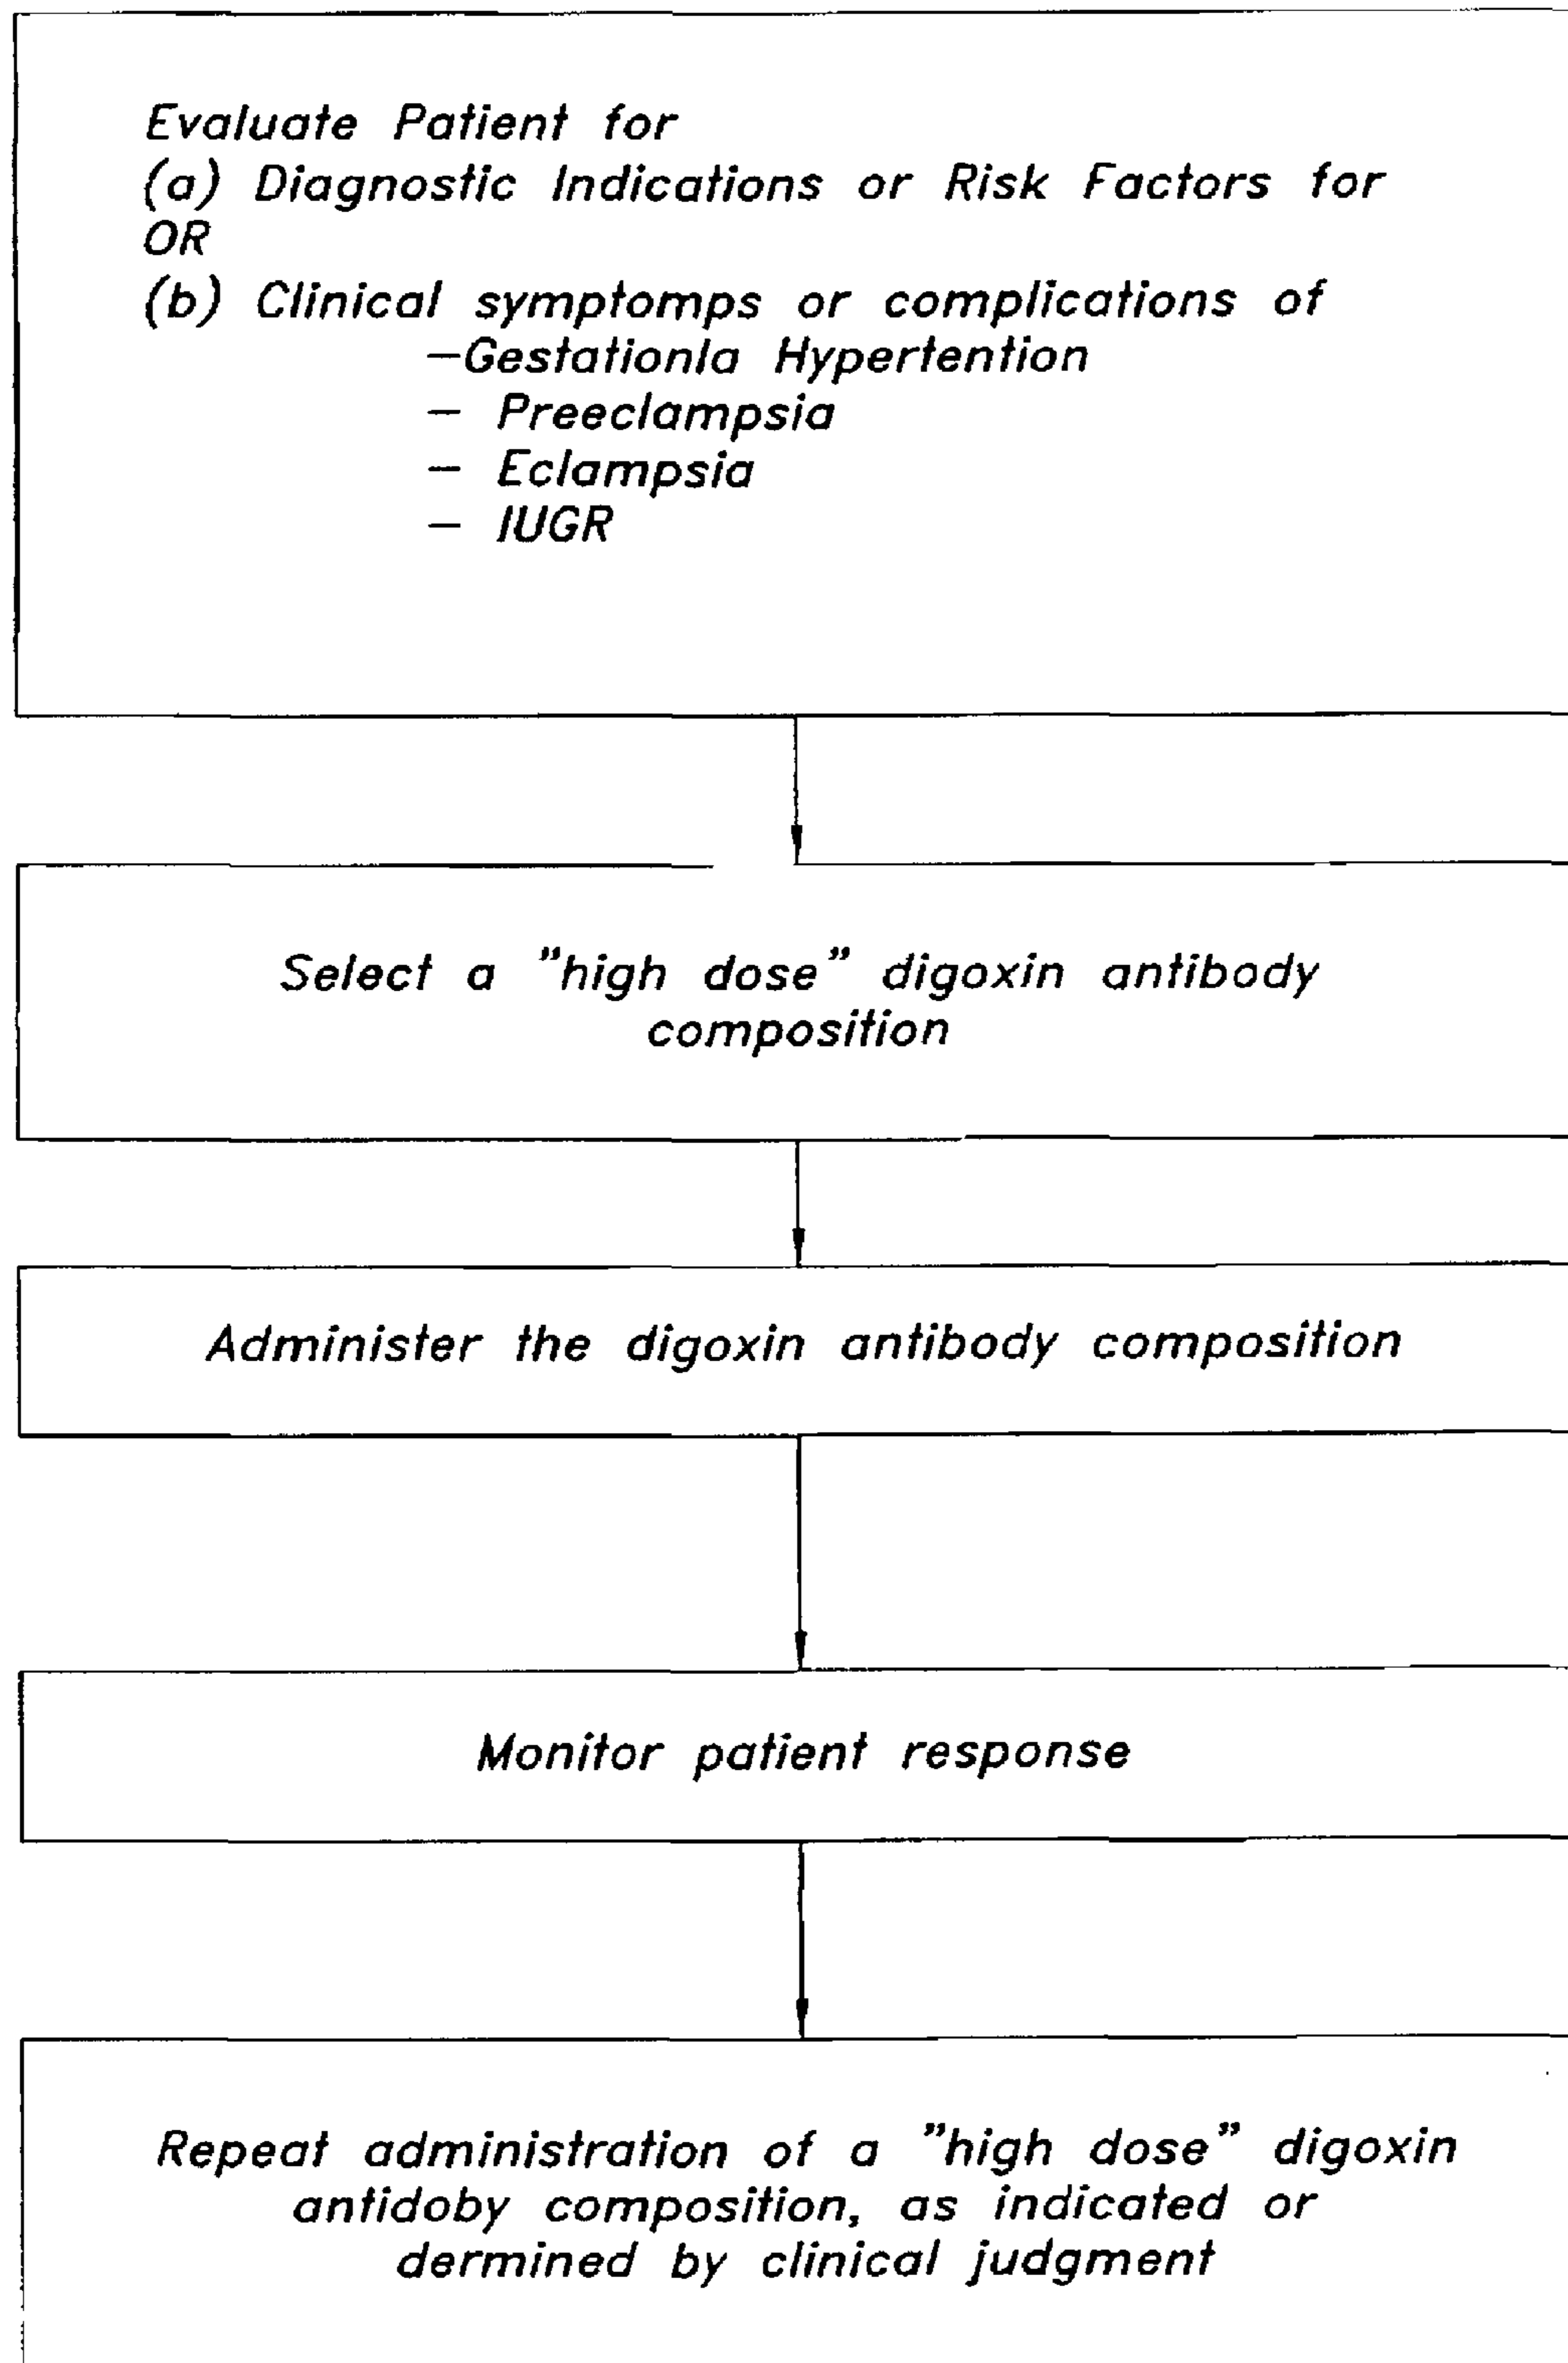 Evaluate Patient for
(a) Diagnostic Indications or Risk Factors for
OR
(b) Clinical symptomps or complications of
-Gestationla Hypertention
- Preeclampsia
- Eclampsia
- IUGR
Select a "high dose" digoxin antibody
composition
Administer the digoxin antibody composition
Monitor patient response
Repeat administration of a "high dose" digoxin
antidoby composition, as indicated or
dermined by clinical judgment